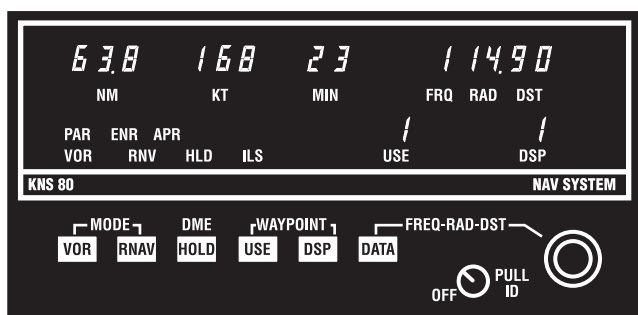 63.8 168 23 114.90
NM KT MIN FRQ RAD DST
PAR ENR APR 1 1
VOR RNV HLD ILS USE DSP
KNS 80 NAV SYSTEM
MODE DME WAYPOINT FREQ-RAD-DST
VOR RNAV HOLD USE DSP DATA
OFF PULL
ID